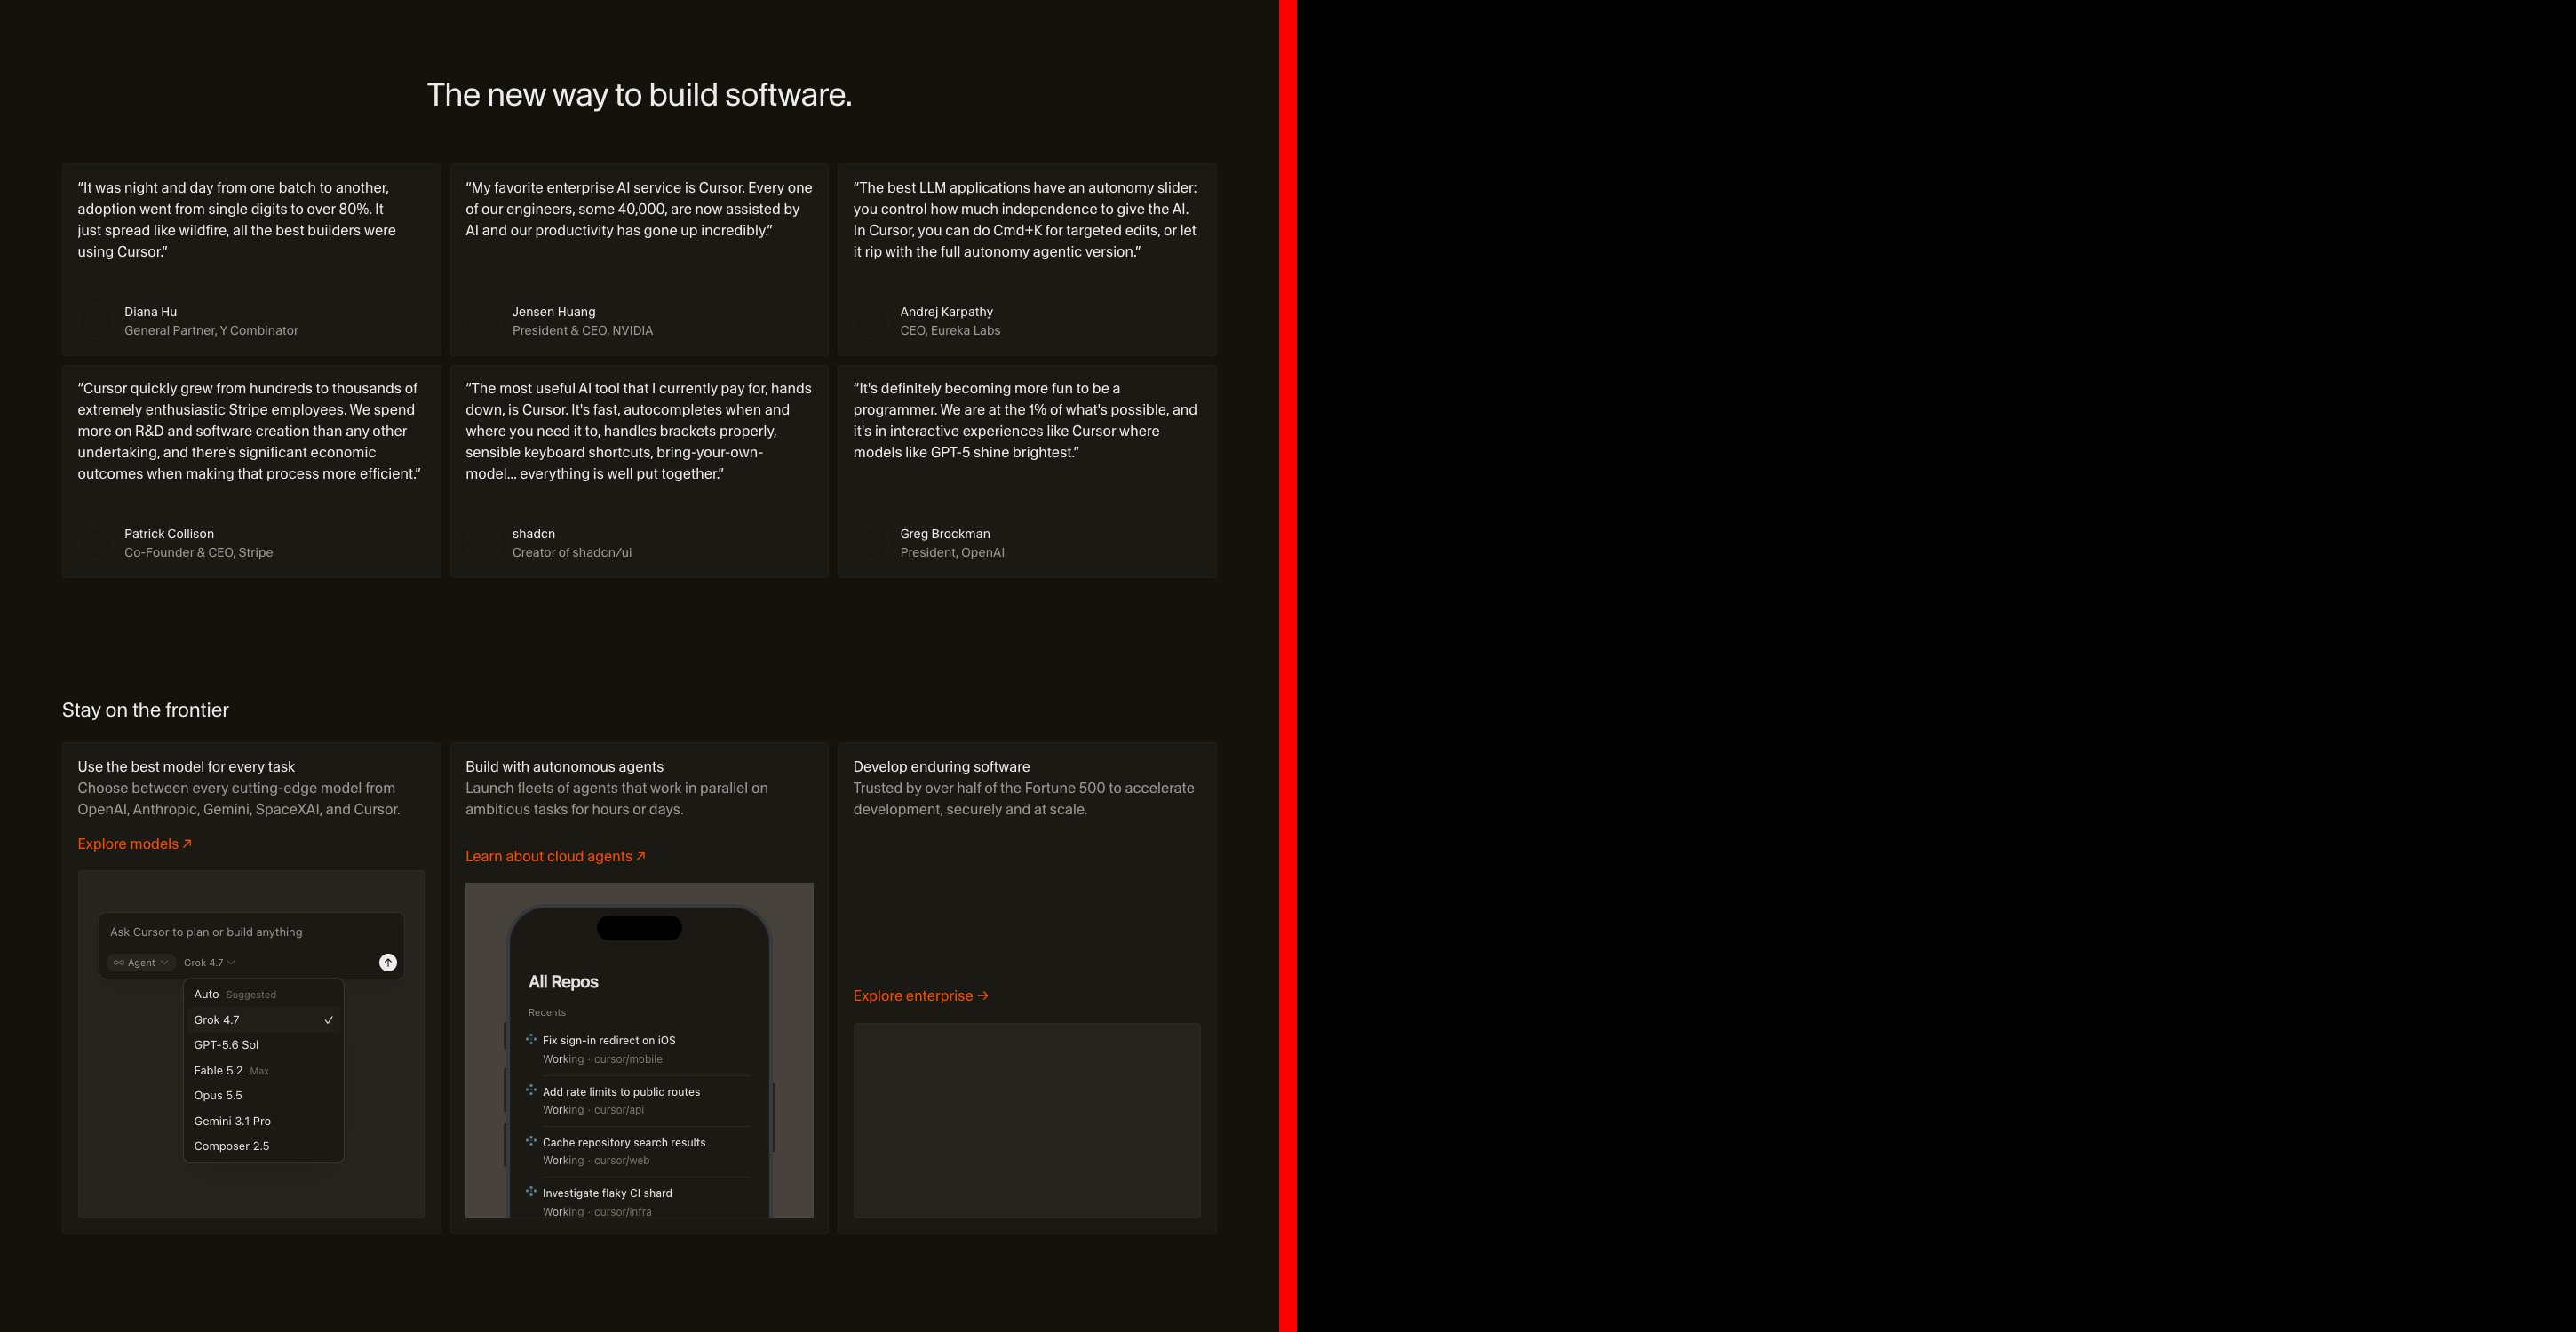 The new way to build software.
“It was night and day from one batch to another,
adoption went from single digits to over 80%. It
just spread like wildfire, all the best builders were
using Cursor.”
Diana Hu
General Partner, Y Combinator
“My favorite enterprise AI service is Cursor. Every one
of our engineers, some 40,000, are now assisted by
AI and our productivity has gone up incredibly.”
Jensen Huang
President & CEO, NVIDIA
“The best LLM applications have an autonomy slider:
you control how much independence to give the AI.
In Cursor, you can do Cmd+K for targeted edits, or let
it rip with the full autonomy agentic version.”
Andrej Karpathy
CEO, Eureka Labs
“Cursor quickly grew from hundreds to thousands of
extremely enthusiastic Stripe employees. We spend
more on R&D and software creation than any other
undertaking, and there's significant economic
outcomes when making that process more efficient.”
Patrick Collison
Co-Founder & CEO, Stripe
“The most useful AI tool that I currently pay for, hands
down, is Cursor. It's fast, autocompletes when and
where you need it to, handles brackets properly,
sensible keyboard shortcuts, bring-your-own-
model... everything is well put together.”
shadcn
Creator of shadcn/ui
“It's definitely becoming more fun to be a
programmer. We are at the 1% of what's possible, and
it's in interactive experiences like Cursor where
models like GPT-5 shine brightest.”
Greg Brockman
President, OpenAI
Stay on the frontier
Use the best model for every task
Choose between every cutting-edge model from
OpenAI, Anthropic, Gemini, SpaceXAI, and Cursor.
Explore models ↗
Ask Cursor to plan or build anything
Agent Grok 4.7
Auto Suggested
Grok 4.7
GPT-5.6 Sol
Fable 5.2 Max
Opus 5.5
Gemini 3.1 Pro
Composer 2.5
Build with autonomous agents
Launch fleets of agents that work in parallel on
ambitious tasks for hours or days.
Learn about cloud agents ↗
All Repos
Recents
Fix sign-in redirect on iOS
Working · cursor/mobile
Add rate limits to public routes
Working · cursor/api
Cache repository search results
Working · cursor/web
Investigate flaky CI shard
Working · cursor/infra
Develop enduring software
Trusted by over half of the Fortune 500 to accelerate
development, securely and at scale.
Explore enterprise →